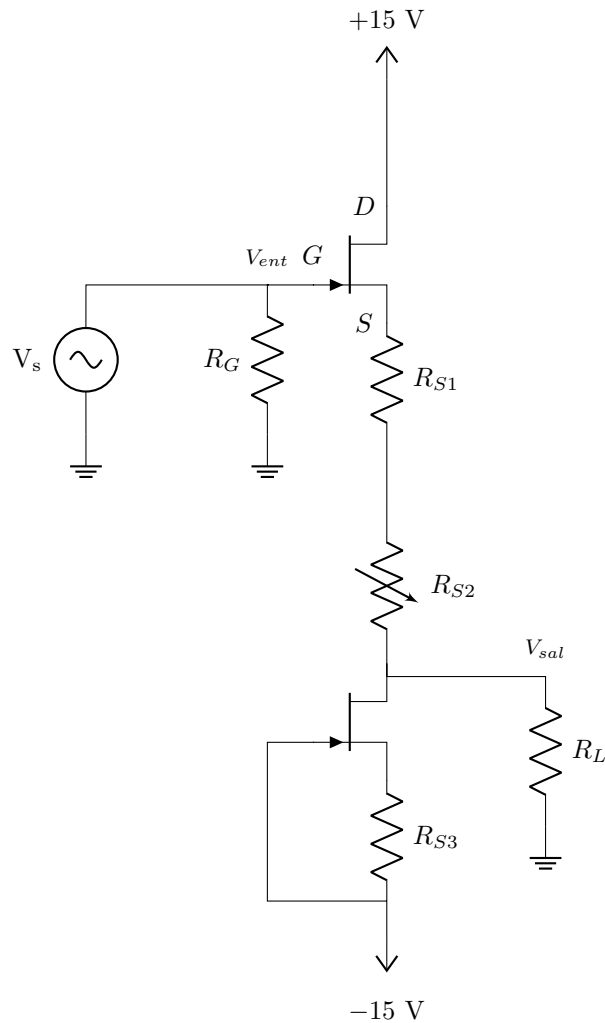 +15 V
D
V_ent G
S
V_s
R_G
R_S1
R_S2
V_sal
R_L
R_S3
−15 V